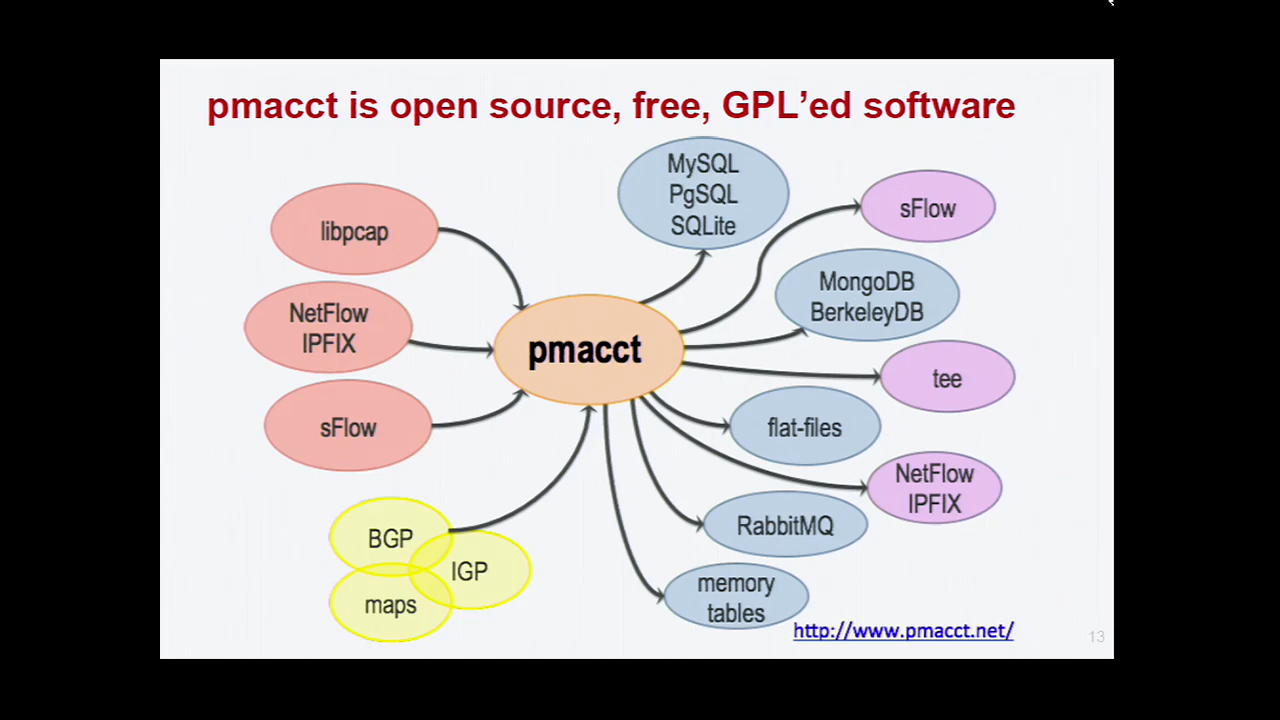 pmacct is open source, free, GPL’ed software
libpcap
NetFlow
IPFIX
sFlow
BGP
IGP
maps
pmacct
MySQL
PgSQL
SQLite
sFlow
MongoDB
BerkeleyDB
tee
flat-files
NetFlow
IPFIX
RabbitMQ
memory
tables
http://www.pmacct.net/
13